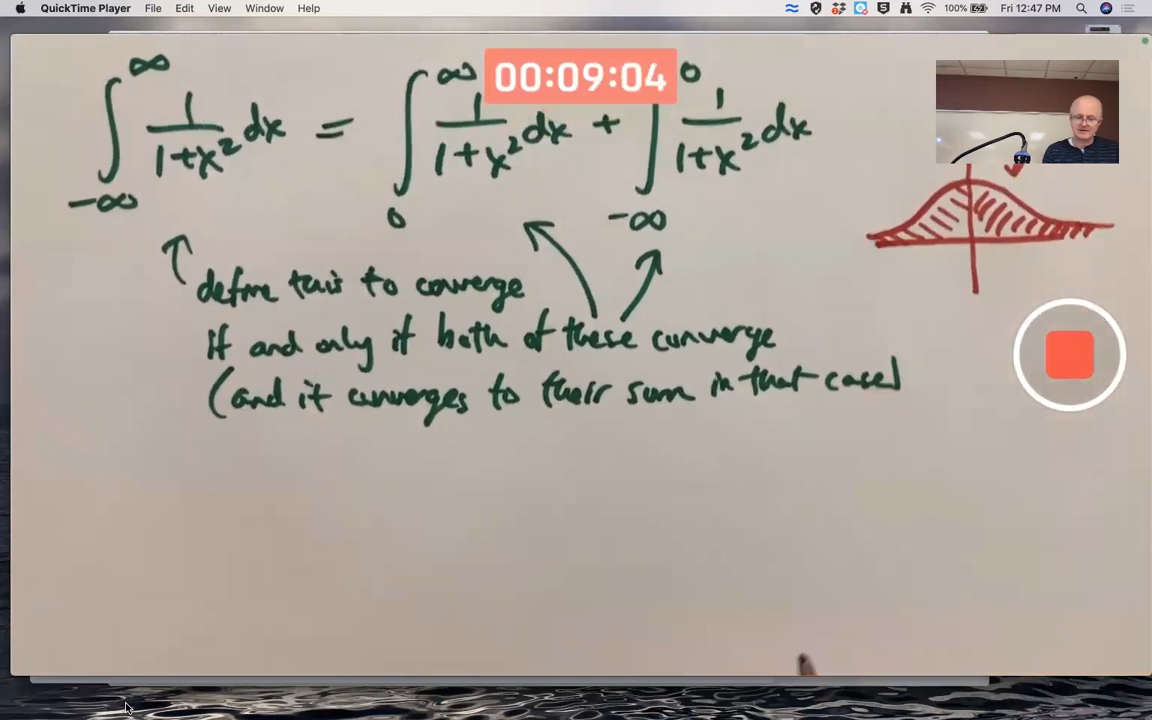 QuickTime Player File Edit View Window Help 100% Fri 12:47 PM
00:09:04
∫_{-∞}^{∞} 1/(1+x²) dx = ∫_{0}^{∞} 1/(1+x²) dx + ∫_{-∞}^{0} 1/(1+x²) dx
define this to converge
if and only if both of these converge
(and it converges to their sum in that case)